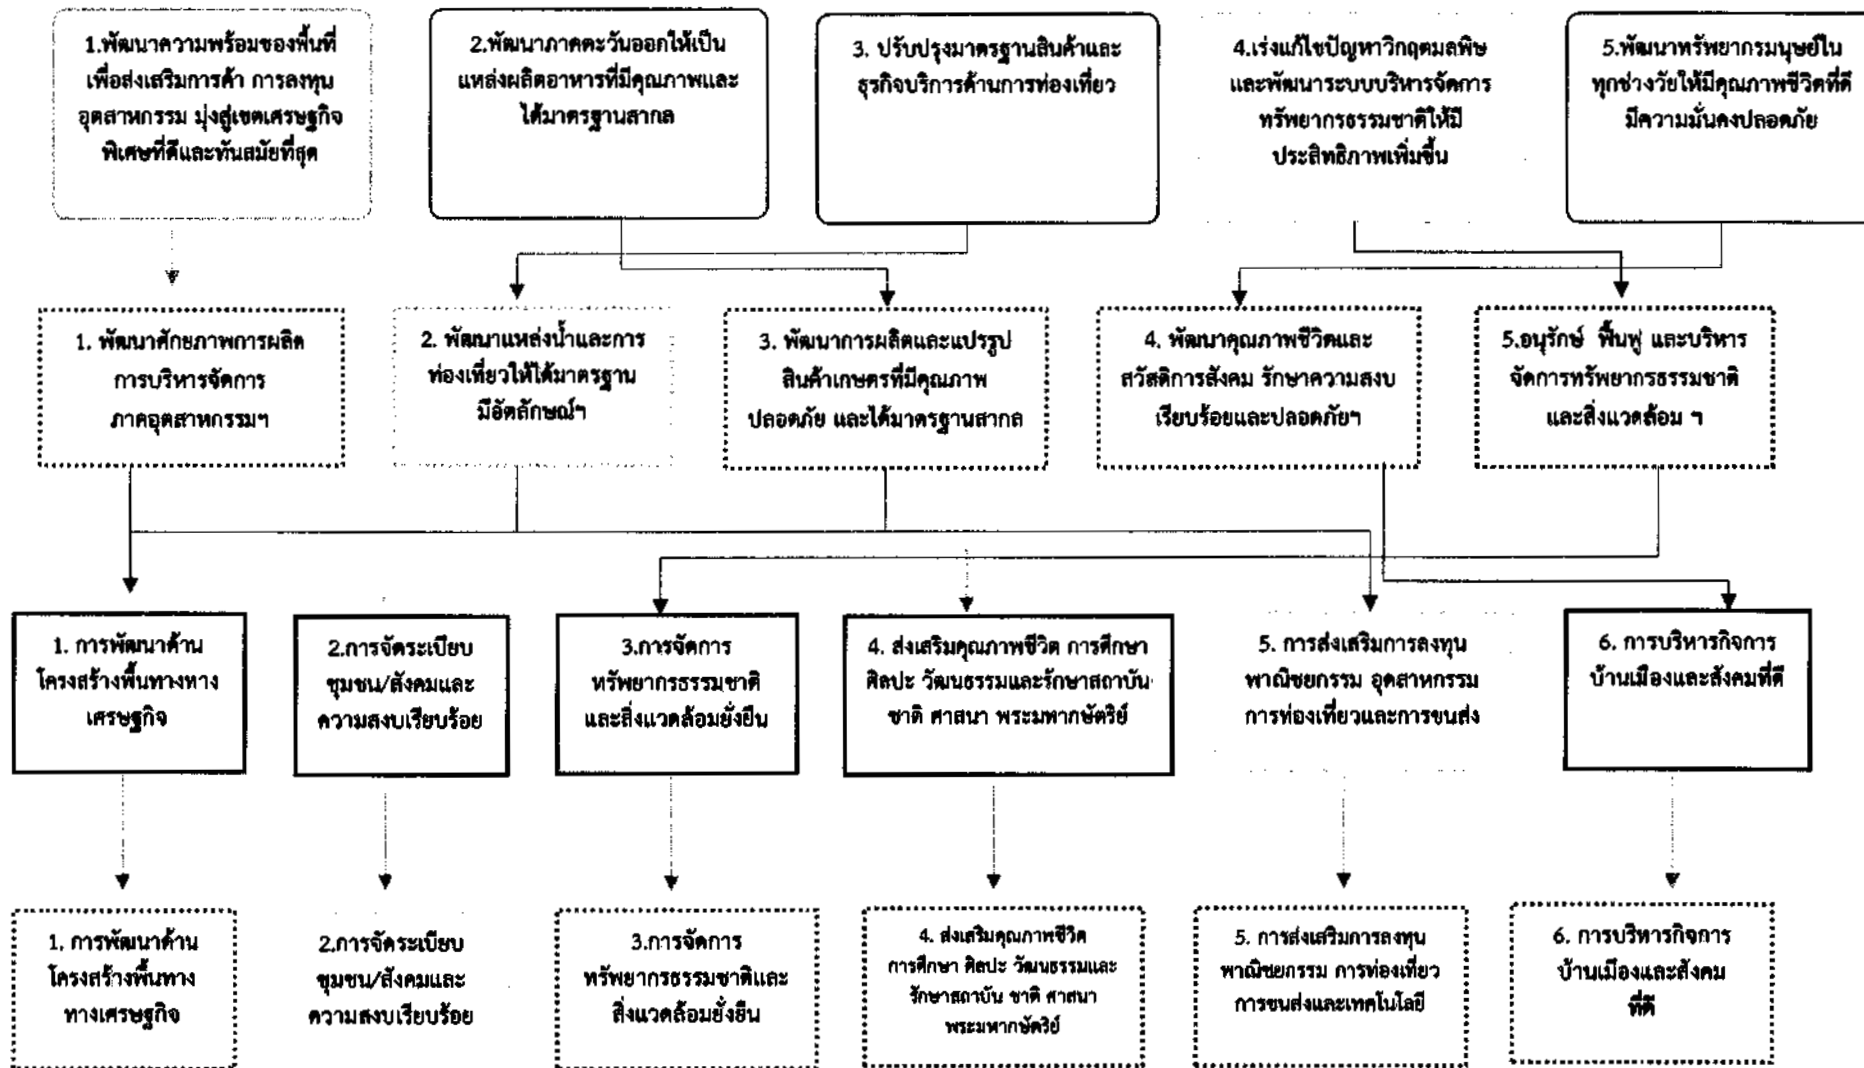 1.พัฒนาความพร้อมของพื้นที่
เพื่อส่งเสริมการค้า การลงทุน
อุตสาหกรรม มุ่งสู่เขตเศรษฐกิจ
พิเศษที่ดีและทันสมัยที่สุด
2.พัฒนาภาคตะวันออกให้เป็น
แหล่งผลิตอาหารที่มีคุณภาพและ
ได้มาตรฐานสากล
3. ปรับปรุงมาตรฐานสินค้าและ
ธุรกิจบริการด้านการท่องเที่ยว
4.เร่งแก้ไขปัญหาวิกฤตมลพิษ
และพัฒนาระบบบริหารจัดการ
ทรัพยากรธรรมชาติให้มี
ประสิทธิภาพเพิ่มขึ้น
5.พัฒนาทรัพยากรมนุษย์ใน
ทุกช่วงวัยให้มีคุณภาพชีวิตที่ดี
มีความมั่นคงปลอดภัย
1. พัฒนาศักยภาพการผลิต
การบริหารจัดการ
ภาคอุตสาหกรรมฯ
2. พัฒนาแหล่งน้ำและการ
ท่องเที่ยวให้ได้มาตรฐาน
มีอัตลักษณ์ฯ
3. พัฒนาการผลิตและแปรรูป
สินค้าเกษตรที่มีคุณภาพ
ปลอดภัย และได้มาตรฐานสากล
4. พัฒนาคุณภาพชีวิตและ
สวัสดิการสังคม รักษาความสงบ
เรียบร้อยและปลอดภัยฯ
5.อนุรักษ์ ฟื้นฟู และบริหาร
จัดการทรัพยากรธรรมชาติ
และสิ่งแวดล้อม ฯ
1. การพัฒนาด้าน
โครงสร้างพื้นทางทาง
เศรษฐกิจ
2.การจัดระเบียบ
ชุมชน/สังคมและ
ความสงบเรียบร้อย
3.การจัดการ
ทรัพยากรธรรมชาติ
และสิ่งแวดล้อมยั่งยืน
4. ส่งเสริมคุณภาพชีวิต การศึกษา
ศิลปะ วัฒนธรรมและรักษาสถาบัน
ชาติ ศาสนา พระมหากษัตริย์
5. การส่งเสริมการลงทุน
พาณิชยกรรม อุตสาหกรรม
การท่องเที่ยวและการขนส่ง
6. การบริหารกิจการ
บ้านเมืองและสังคมที่ดี
1. การพัฒนาด้าน
โครงสร้างพื้นทาง
ทางเศรษฐกิจ
2.การจัดระเบียบ
ชุมชน/สังคมและ
ความสงบเรียบร้อย
3.การจัดการ
ทรัพยากรธรรมชาติและ
สิ่งแวดล้อมยั่งยืน
4. ส่งเสริมคุณภาพชีวิต
การศึกษา ศิลปะ วัฒนธรรมและ
รักษาสถาบัน ชาติ ศาสนา
พระมหากษัตริย์
5. การส่งเสริมการลงทุน
พาณิชยกรรม การท่องเที่ยว
การขนส่งและเทคโนโลยี
6. การบริหารกิจการ
บ้านเมืองและสังคม
ที่ดี